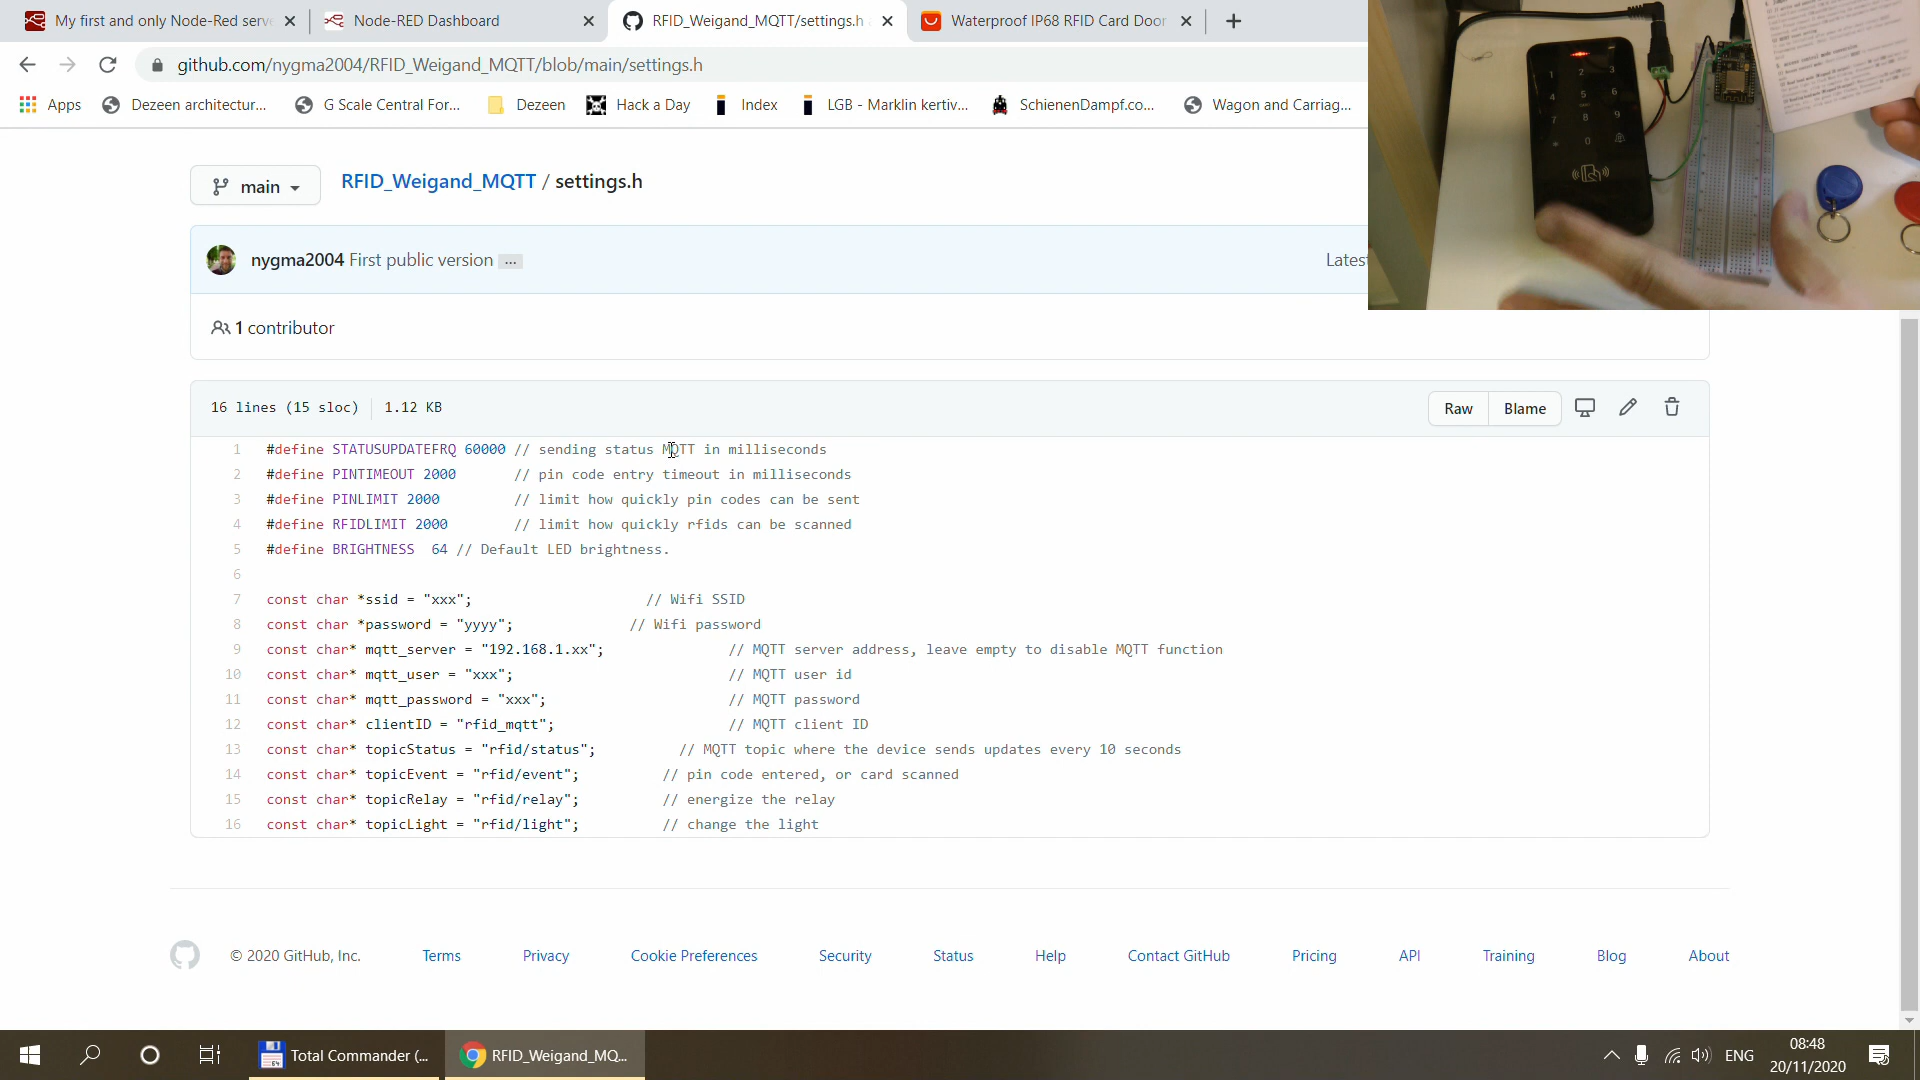 My first and only Node-Red serve
Node-RED Dashboard
RFID_Weigand_MQTT/settings.h
Waterproof IP68 RFID Card Door
github.com/nygma2004/RFID_Weigand_MQTT/blob/main/settings.h
Apps
Dezeen architectur...
G Scale Central For...
Dezeen
Hack a Day
Index
LGB - Marklin kertiv...
SchienenDampf.co...
Wagon and Carriag...
1 2 3
4 5 6
7 8 9
0
main
RFID_Weigand_MQTT / settings.h
nygma2004 First public version ...
Latest
1 contributor
16 lines (15 sloc) 1.12 KB
Raw
Blame
1 #define STATUSUPDATEFRQ 60000 // sending status MQTT in milliseconds
2 #define PINTIMEOUT 2000 // pin code entry timeout in milliseconds
3 #define PINLIMIT 2000 // limit how quickly pin codes can be sent
4 #define RFIDLIMIT 2000 // limit how quickly rfids can be scanned
5 #define BRIGHTNESS 64 // Default LED brightness.
6
7 const char *ssid = "xxx"; // Wifi SSID
8 const char *password = "yyyy"; // Wifi password
9 const char* mqtt_server = "192.168.1.xx"; // MQTT server address, leave empty to disable MQTT function
10 const char* mqtt_user = "xxx"; // MQTT user id
11 const char* mqtt_password = "xxx"; // MQTT password
12 const char* clientID = "rfid_mqtt"; // MQTT client ID
13 const char* topicStatus = "rfid/status"; // MQTT topic where the device sends updates every 10 seconds
14 const char* topicEvent = "rfid/event"; // pin code entered, or card scanned
15 const char* topicRelay = "rfid/relay"; // energize the relay
16 const char* topicLight = "rfid/light"; // change the light
© 2020 GitHub, Inc.
Terms
Privacy
Cookie Preferences
Security
Status
Help
Contact GitHub
Pricing
API
Training
Blog
About
Total Commander (...
RFID_Weigand_MQ...
ENG
08:48
20/11/2020